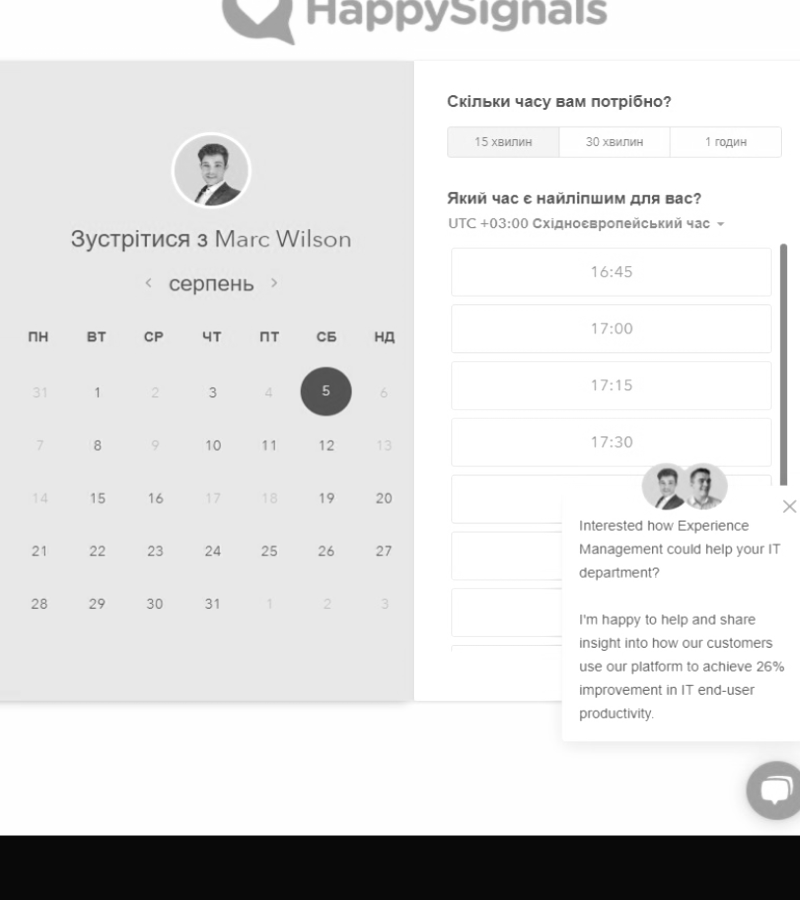 HappySignals
Зустрітися з Marc Wilson
серпень
ПН ВТ СР ЧТ ПТ СБ НД
31 1 2 3 4 5 6
7 8 9 10 11 12 13
14 15 16 17 18 19 20
21 22 23 24 25 26 27
28 29 30 31 1 2 3
Скільки часу вам потрібно?
15 хвилин 30 хвилин 1 годин
Який час є найліпшим для вас?
UTC +03:00 Східноєвропейський час
16:45
17:00
17:15
17:30
Interested how Experience
Management could help your IT
department?
I'm happy to help and share
insight into how our customers
use our platform to achieve 26%
improvement in IT end-user
productivity.